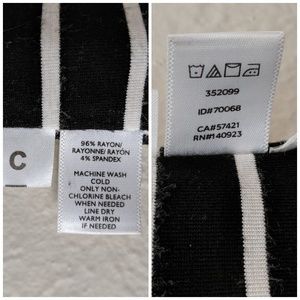 C
96% RAYON/
RAYONNE/RAYÓN
4% SPANDEX
MACHINE WASH
COLD
ONLY NON-
CHLORINE BLEACH
WHEN NEEDED
LINE DRY
WARM IRON
IF NEEDED
352099
ID#70068
CA#57421
RN#140923